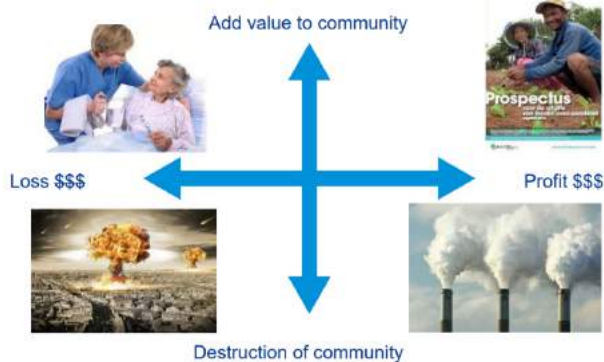 Add value to community
Prospectus
Loss $$$
Profit $$$
Destruction of community